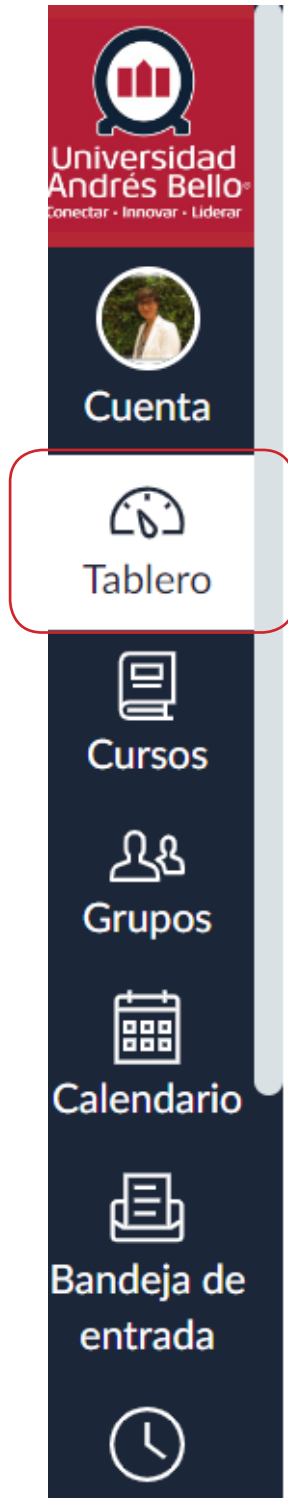 Universidad
Andrés Bello®
Conectar - Innovar - Liderar
Cuenta
Tablero
Cursos
Grupos
Calendario
Bandeja de
entrada